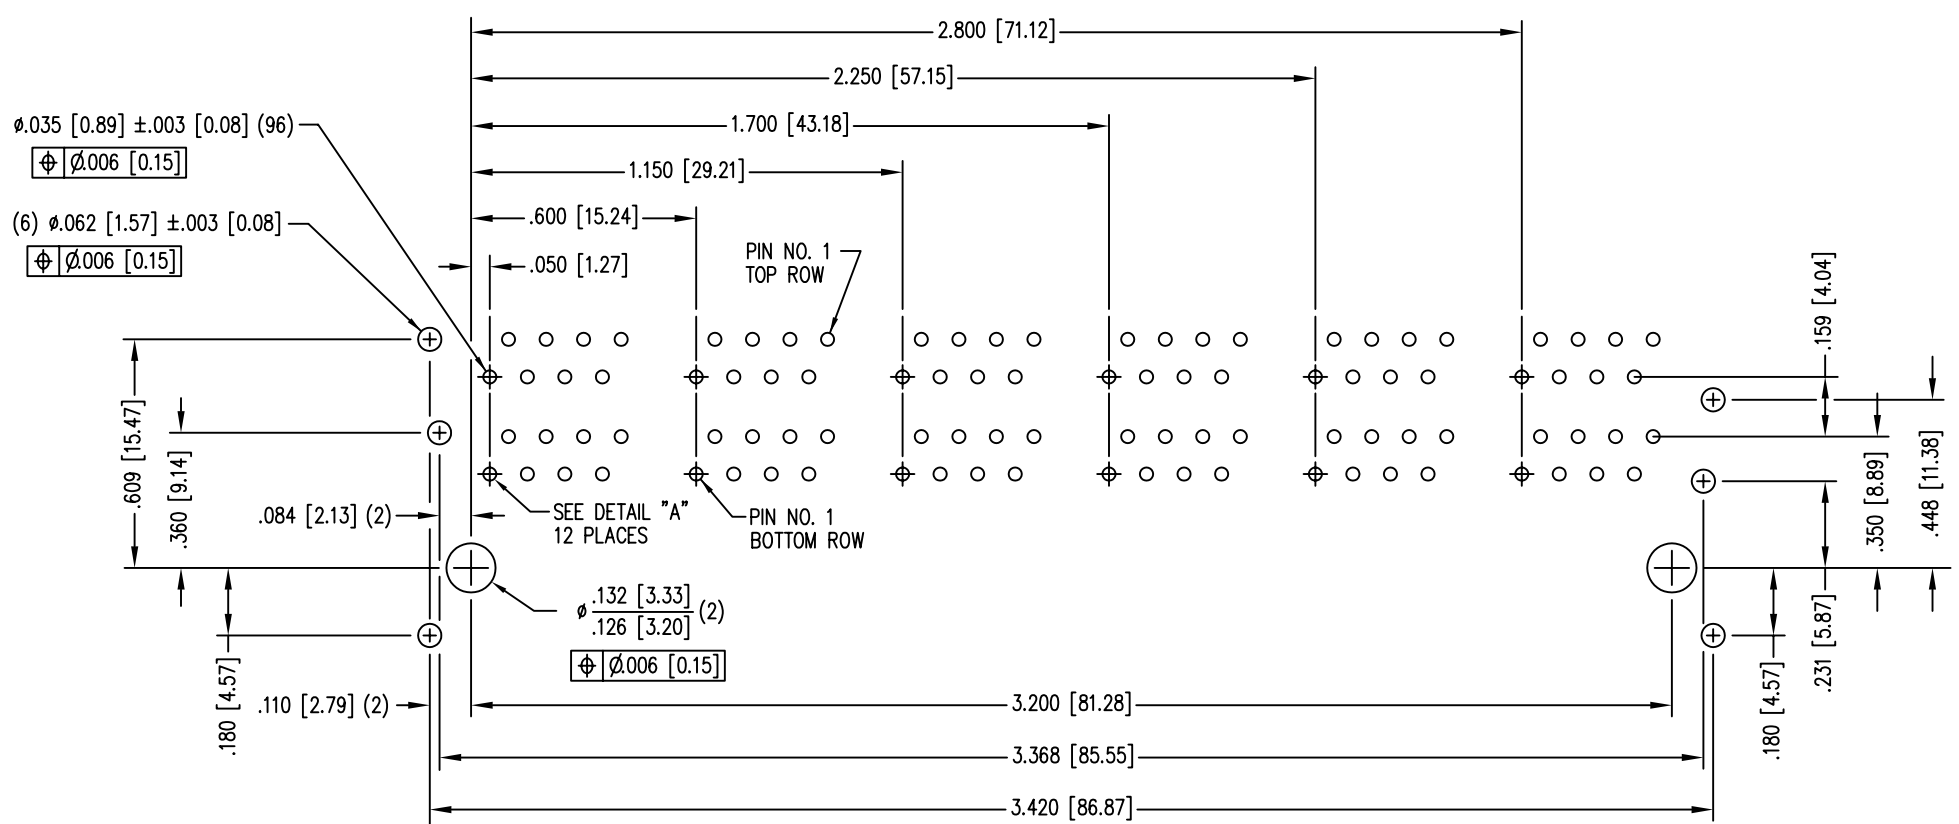 2.800 [71.12]
2.250 [57.15]
ø.035 [0.89] ±.003 [0.08] (96)
1.700 [43.18]
⌖ Ø.006 [0.15]
1.150 [29.21]
(6) ø.062 [1.57] ±.003 [0.08]
.600 [15.24]
⌖ Ø.006 [0.15]
.050 [1.27]
PIN NO. 1
TOP ROW
.159 [4.04]
.609 [15.47]
.360 [9.14]
.350 [8.89]
.448 [11.38]
.084 [2.13] (2)
SEE DETAIL "A"
12 PLACES
PIN NO. 1
BOTTOM ROW
ø .132 [3.33]
.126 [3.20] (2)
⌖ Ø.006 [0.15]
.231 [5.87]
.180 [4.57]
.180 [4.57]
.110 [2.79] (2)
3.200 [81.28]
3.368 [85.55]
3.420 [86.87]